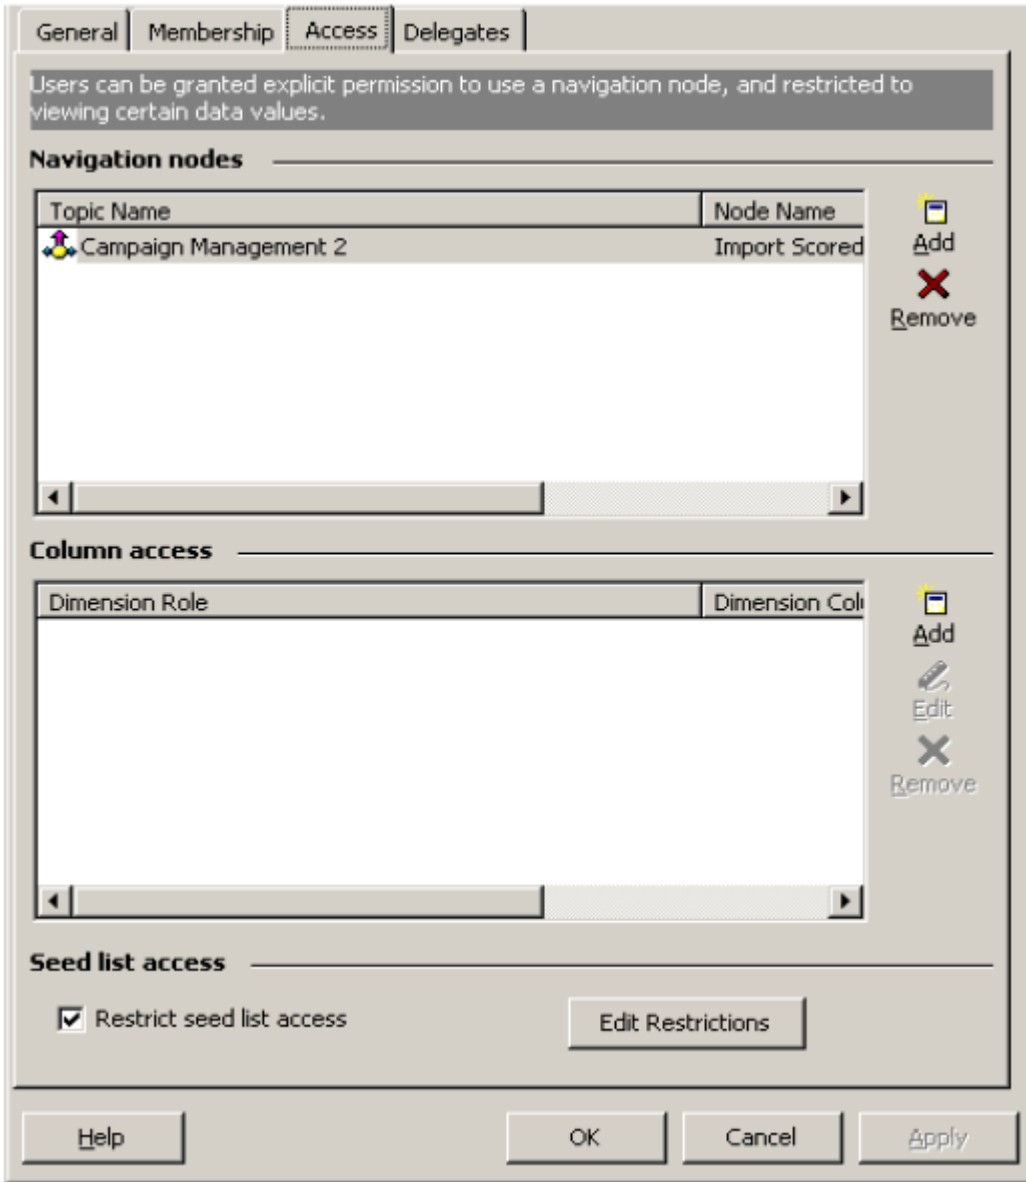 General Membership Access Delegates
Users can be granted explicit permission to use a navigation node, and restricted to
viewing certain data values.
Navigation nodes
Topic Name Node Name
Campaign Management 2 Import Scored
Add
Remove
Column access
Dimension Role Dimension Col
Add
Edit
Remove
Seed list access
Restrict seed list access Edit Restrictions
Help OK Cancel Apply